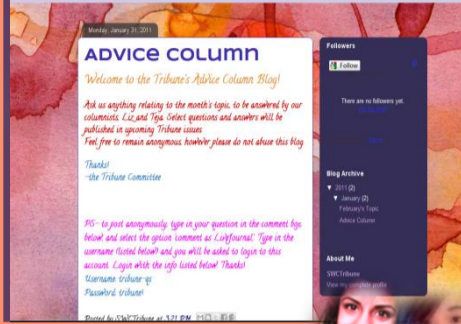 Monday, January 31, 2011
ADVICE COLUMN
Welcome to the Tribune's Advice Column Blog!
Ask us anything relating to the month's topic, to be answered by our
columnists, Liz and Teja. Select questions and answers will be
published in upcoming Tribune issues.
Feel free to remain anonymous, however please do not abuse this blog.
Thanks!
-the Tribune Committee
PS- to post anonymously, type in your question in the comment box
below and select the option comment as LiveJournal. Type in the
username (listed below) and you will be asked to login to this
account. Login with the info listed below. Thanks!
Username: tribune-qs
Password: tribune1
Posted by SWCTribune at 3:21 PM
Followers
Follow
There are no followers yet.
Blog Archive
▼ 2011 (2)
▼ January (2)
February's Topic
Advice Column
About Me
SWCTribune
View my complete profile